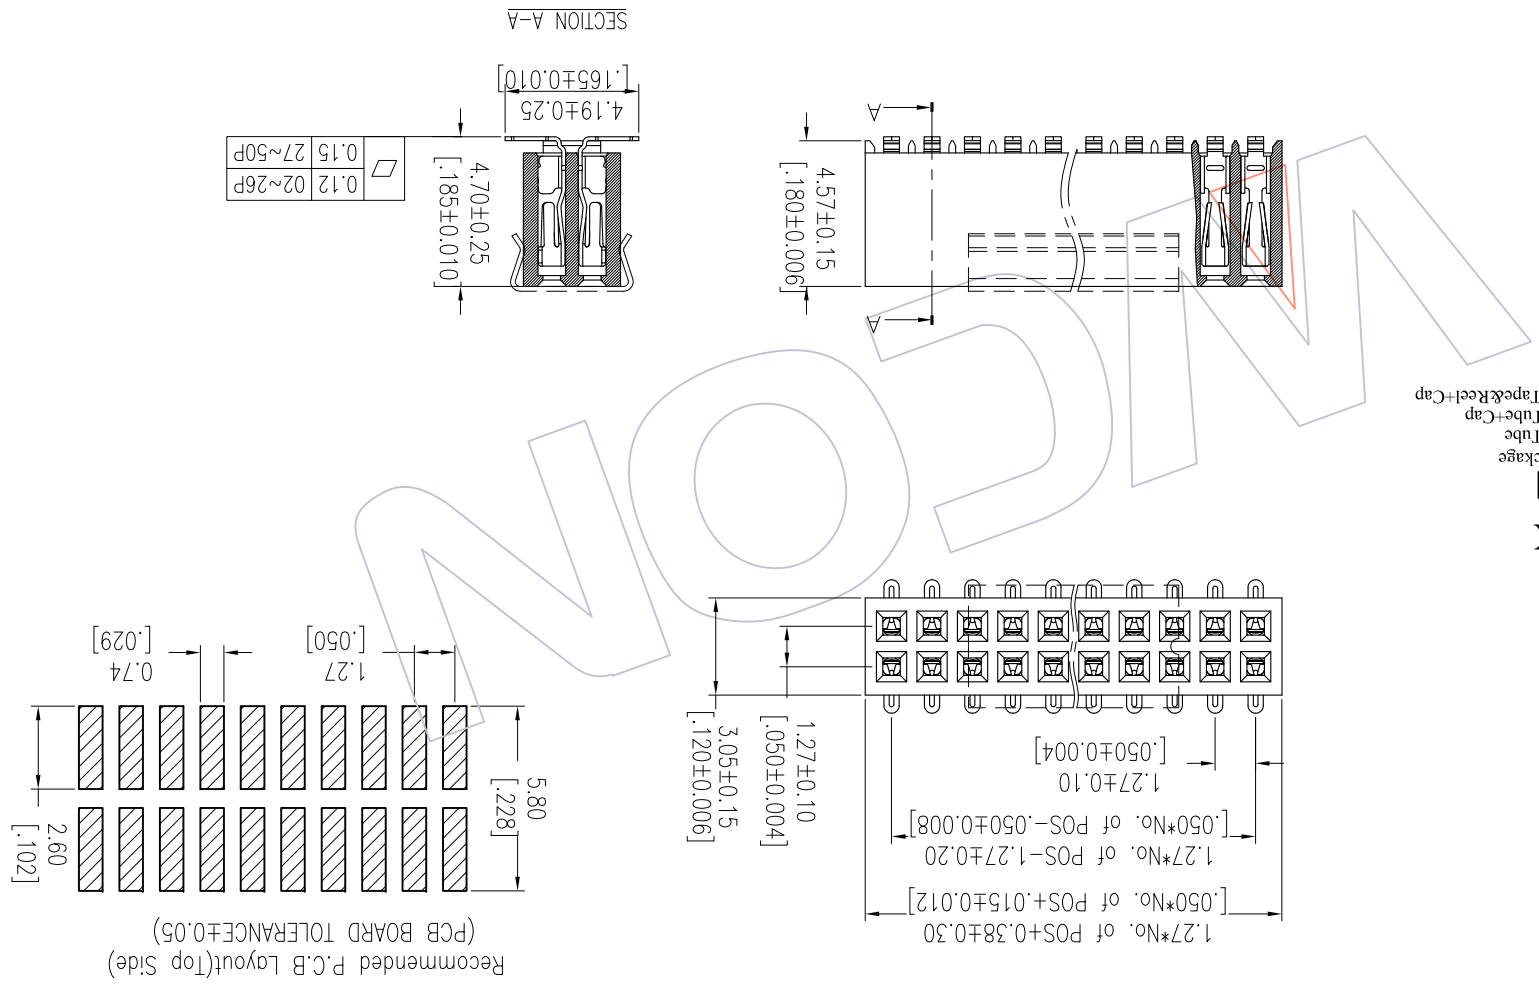 Recommended P.C.B Layout(Top Side)
(PCB BOARD TOLERANCE±0.05)
2.60
[.102]
5.80
[.228]
1.27
[.050]
0.74
[.029]
1.27*No. of POS+0.38±0.30
[.050*No. of POS+.015±0.012]
1.27*No. of POS-1.27±0.20
[.050*No. of POS-.050±0.008]
1.27±0.10
[.050±0.004]
1.27±0.10
[.050±0.004]
3.05±0.15
[.120±0.006]
Tube
Tube+Cap
Tape&Reel+Cap
A
A
4.57±0.15
[.180±0.006]
4.70±0.25
[.185±0.010]
0.12 02~26P
0.15 27~50P
4.19±0.25
[.165±0.010]
SECTION A-A
WCON